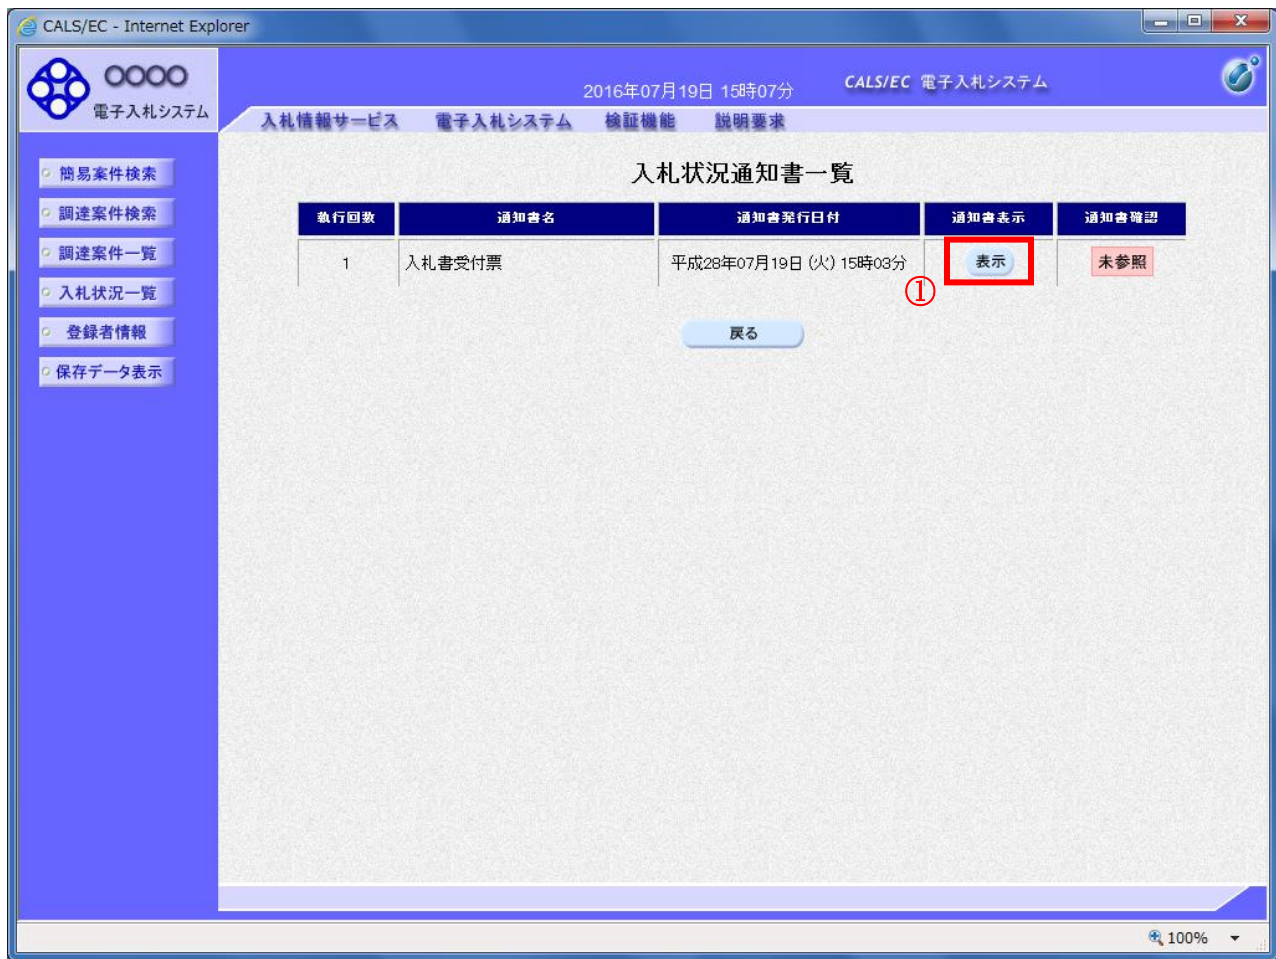 CALS/EC - Internet Explorer
OOOO
電子入札システム
2016年07月19日 15時07分
CALS/EC 電子入札システム
入札情報サービス 電子入札システム 検証機能 説明要求
簡易案件検索
調達案件検索
調達案件一覧
入札状況一覧
登録者情報
保存データ表示
入札状況通知書一覧
執行回数 通知書名 通知書発行日付 通知書表示 通知書確認
1 入札書受付票 平成28年07月19日 (火) 15時03分 表示 未参照
①
戻る
100%